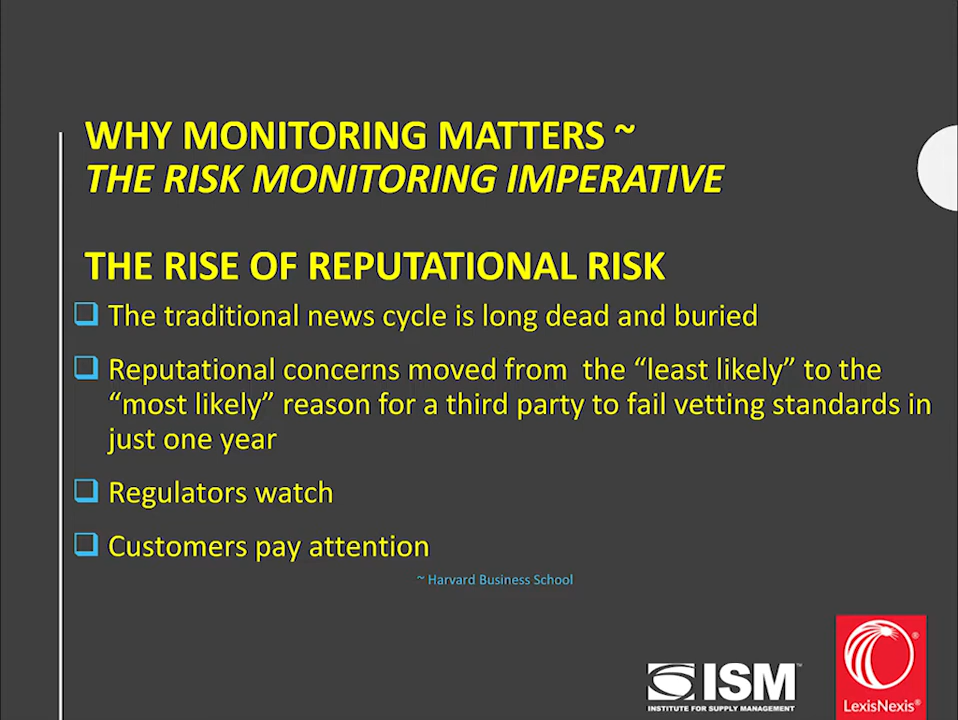 WHY MONITORING MATTERS ~
THE RISK MONITORING IMPERATIVE
THE RISE OF REPUTATIONAL RISK
The traditional news cycle is long dead and buried
Reputational concerns moved from  the “least likely” to the
“most likely” reason for a third party to fail vetting standards in
just one year
Regulators watch
Customers pay attention
~ Harvard Business School
ISM™
INSTITUTE FOR SUPPLY MANAGEMENT
®
LexisNexis®